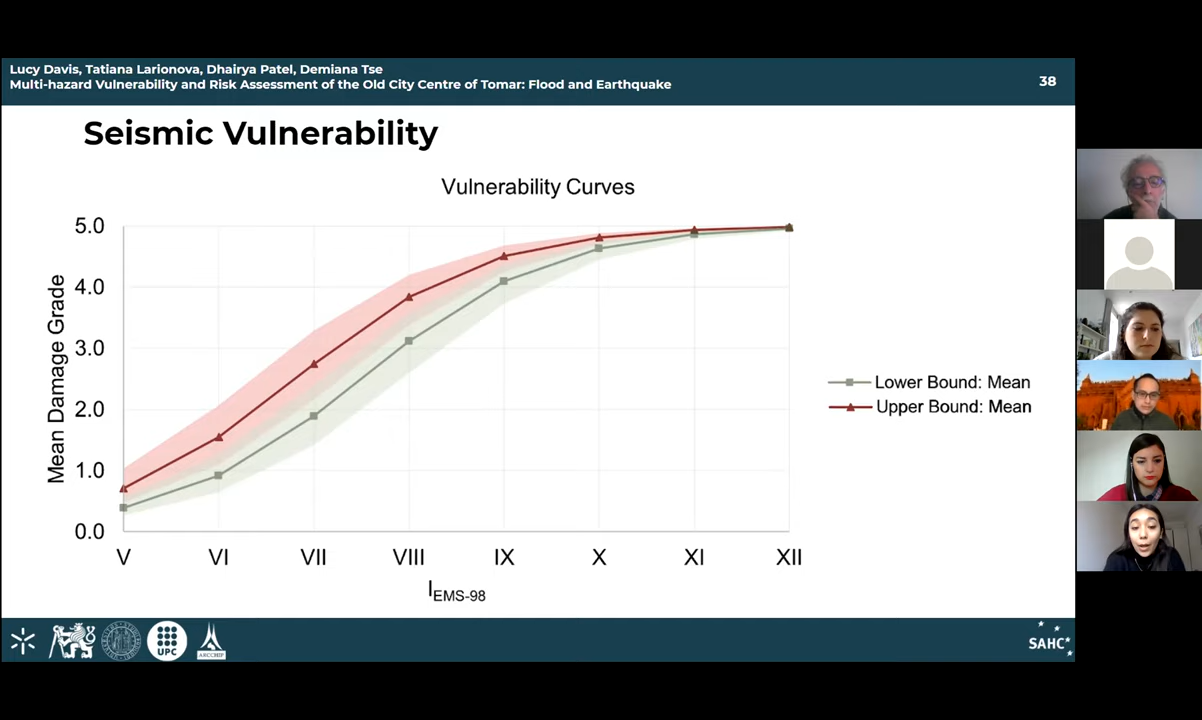 Lucy Davis, Tatiana Larionova, Dhairya Patel, Demiana Tse
Multi-hazard Vulnerability and Risk Assessment of the Old City Centre of Tomar: Flood and Earthquake
38
Seismic Vulnerability
Vulnerability Curves
Mean Damage Grade
5.0
4.0
3.0
2.0
1.0
0.0
V VI VII VIII IX X XI XII
IEMS-98
Lower Bound: Mean
Upper Bound: Mean
UPC
ARCCHIP
SAHC